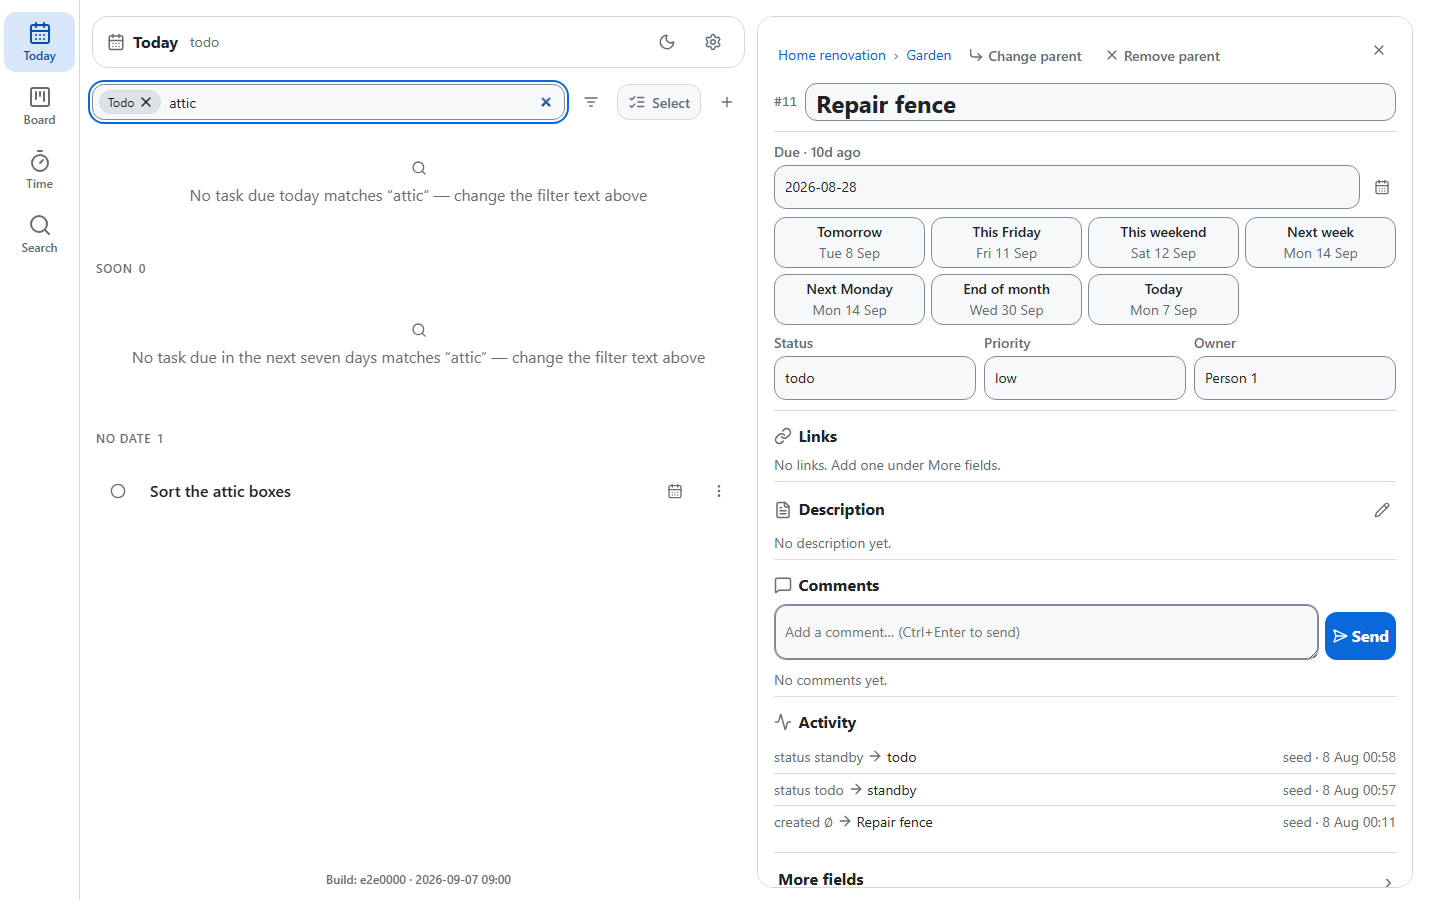 Today
Board
Time
Search
Today todo
Todo attic
Select
No task due today matches “attic” — change the filter text above
SOON 0
No task due in the next seven days matches “attic” — change the filter text above
NO DATE 1
Sort the attic boxes
Build: e2e0000 · 2026-09-07 09:00
Home renovation › Garden Change parent Remove parent
#11 Repair fence
Due · 10d ago
2026-08-28
Tomorrow
Tue 8 Sep
This Friday
Fri 11 Sep
This weekend
Sat 12 Sep
Next week
Mon 14 Sep
Next Monday
Mon 14 Sep
End of month
Wed 30 Sep
Today
Mon 7 Sep
Status
todo
Priority
low
Owner
Person 1
Links
No links. Add one under More fields.
Description
No description yet.
Comments
Add a comment... (Ctrl+Enter to send)
Send
No comments yet.
Activity
status standby → todo seed · 8 Aug 00:58
status todo → standby seed · 8 Aug 00:57
created ∅ → Repair fence seed · 8 Aug 00:11
More fields